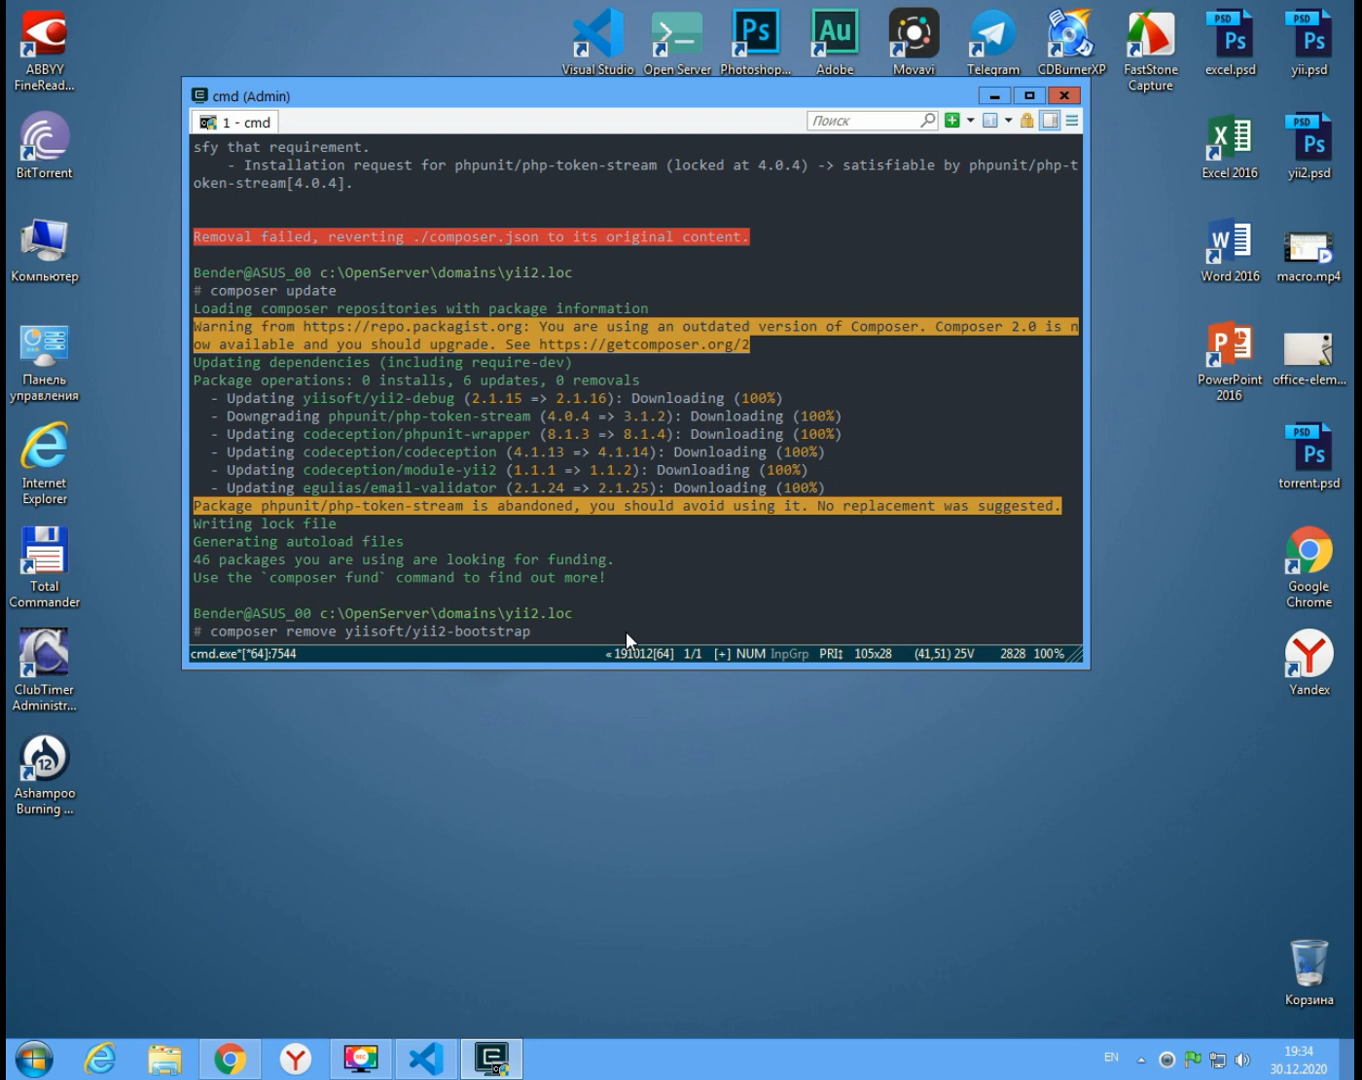 ABBYY
FineRead...
BitTorrent
Компьютер
Панель
управления
Internet
Explorer
Total
Commander
ClubTimer
Administr...
12
Ashampoo
Burning ...
Visual Studio
Open Server
Ps
Photoshop...
Au
Adobe
Movavi
Telegram
CDBurnerXP
FastStone
Capture
PSD
Ps
excel.psd
PSD
Ps
yii.psd
X
Excel 2016
PSD
Ps
yii2.psd
W
Word 2016
macro.mp4
P
PowerPoint
2016
office-elem...
PSD
Ps
torrent.psd
Google
Chrome
Yandex
Корзина
cmd (Admin)
1 - cmd
Поиск
sfy that requirement.
- Installation request for phpunit/php-token-stream (locked at 4.0.4) -> satisfiable by phpunit/php-t
oken-stream[4.0.4].
Removal failed, reverting ./composer.json to its original content.
Bender@ASUS_00 c:\OpenServer\domains\yii2.loc
# composer update
Loading composer repositories with package information
Warning from https://repo.packagist.org: You are using an outdated version of Composer. Composer 2.0 is n
ow available and you should upgrade. See https://getcomposer.org/2
Updating dependencies (including require-dev)
Package operations: 0 installs, 6 updates, 0 removals
- Updating yiisoft/yii2-debug (2.1.15 => 2.1.16): Downloading (100%)
- Downgrading phpunit/php-token-stream (4.0.4 => 3.1.2): Downloading (100%)
- Updating codeception/phpunit-wrapper (8.1.3 => 8.1.4): Downloading (100%)
- Updating codeception/codeception (4.1.13 => 4.1.14): Downloading (100%)
- Updating codeception/module-yii2 (1.1.1 => 1.1.2): Downloading (100%)
- Updating egulias/email-validator (2.1.24 => 2.1.25): Downloading (100%)
Package phpunit/php-token-stream is abandoned, you should avoid using it. No replacement was suggested.
Writing lock file
Generating autoload files
46 packages you are using are looking for funding.
Use the `composer fund` command to find out more!
Bender@ASUS_00 c:\OpenServer\domains\yii2.loc
# composer remove yiisoft/yii2-bootstrap
cmd.exe*[*64]:7544 «191012[64] 1/1 [+] NUM InpGrp PRI↕ 105x28 (41,51) 25V 2828 100%
REC
EN
19:34
30.12.2020